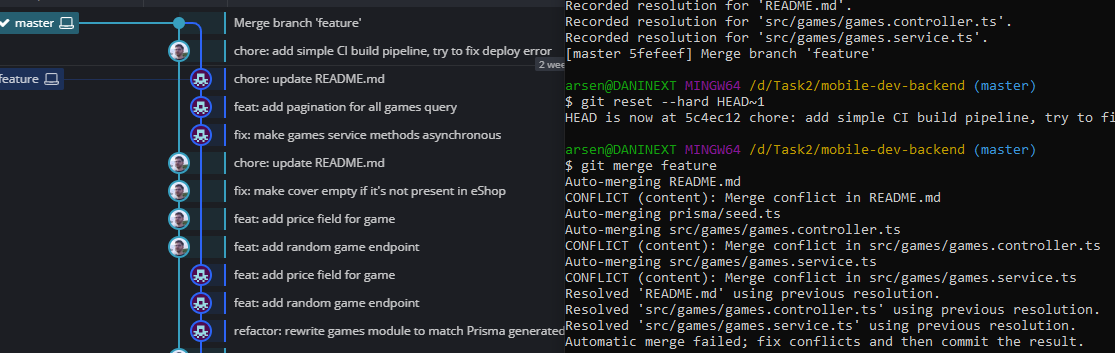 master
Merge branch 'feature'
chore: add simple CI build pipeline, try to fix deploy error
2 wee
feature
chore: update README.md
feat: add pagination for all games query
fix: make games service methods asynchronous
chore: update README.md
fix: make cover empty if it's not present in eShop
feat: add price field for game
feat: add random game endpoint
feat: add price field for game
feat: add random game endpoint
refactor: rewrite games module to match Prisma generated
Recorded resolution for 'README.md'.
Recorded resolution for 'src/games/games.controller.ts'.
Recorded resolution for 'src/games/games.service.ts'.
[master 5fefeef] Merge branch 'feature'
arsen@DANINEXT MINGW64 /d/Task2/mobile-dev-backend (master)
$ git reset --hard HEAD~1
HEAD is now at 5c4ec12 chore: add simple CI build pipeline, try to fi
arsen@DANINEXT MINGW64 /d/Task2/mobile-dev-backend (master)
$ git merge feature
Auto-merging README.md
CONFLICT (content): Merge conflict in README.md
Auto-merging prisma/seed.ts
Auto-merging src/games/games.controller.ts
CONFLICT (content): Merge conflict in src/games/games.controller.ts
Auto-merging src/games/games.service.ts
CONFLICT (content): Merge conflict in src/games/games.service.ts
Resolved 'README.md' using previous resolution.
Resolved 'src/games/games.controller.ts' using previous resolution.
Resolved 'src/games/games.service.ts' using previous resolution.
Automatic merge failed; fix conflicts and then commit the result.